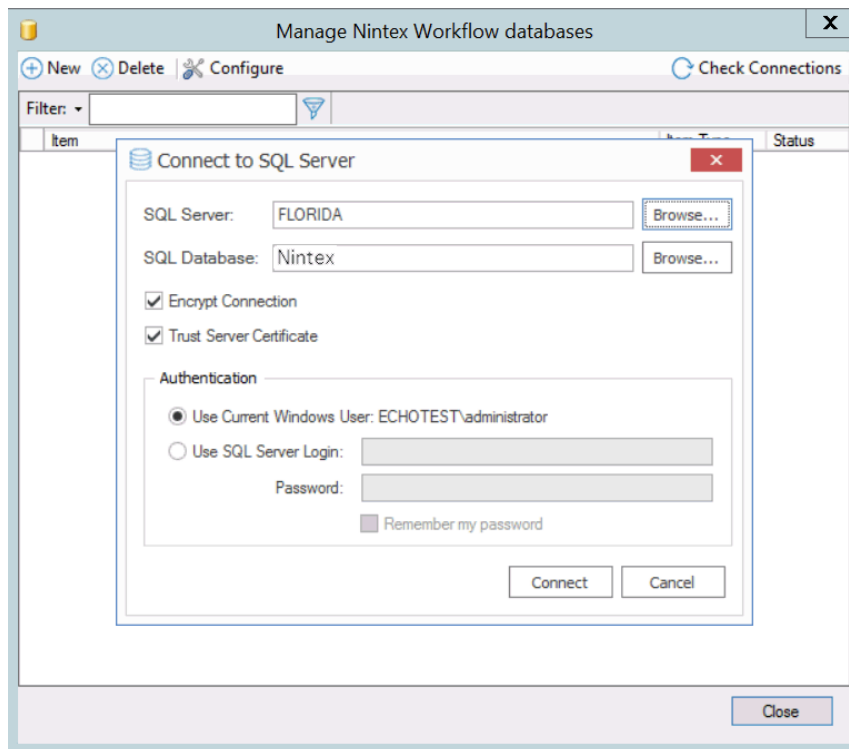 Manage Nintex Workflow databases
X
New Delete Configure Check Connections
Filter:
Item Item Type Status
Connect to SQL Server
SQL Server: FLORIDA Browse...
SQL Database: Nintex Browse...
Encrypt Connection
Trust Server Certificate
Authentication
Use Current Windows User: ECHOTEST\administrator
Use SQL Server Login:
Password:
Remember my password
Connect Cancel
Close